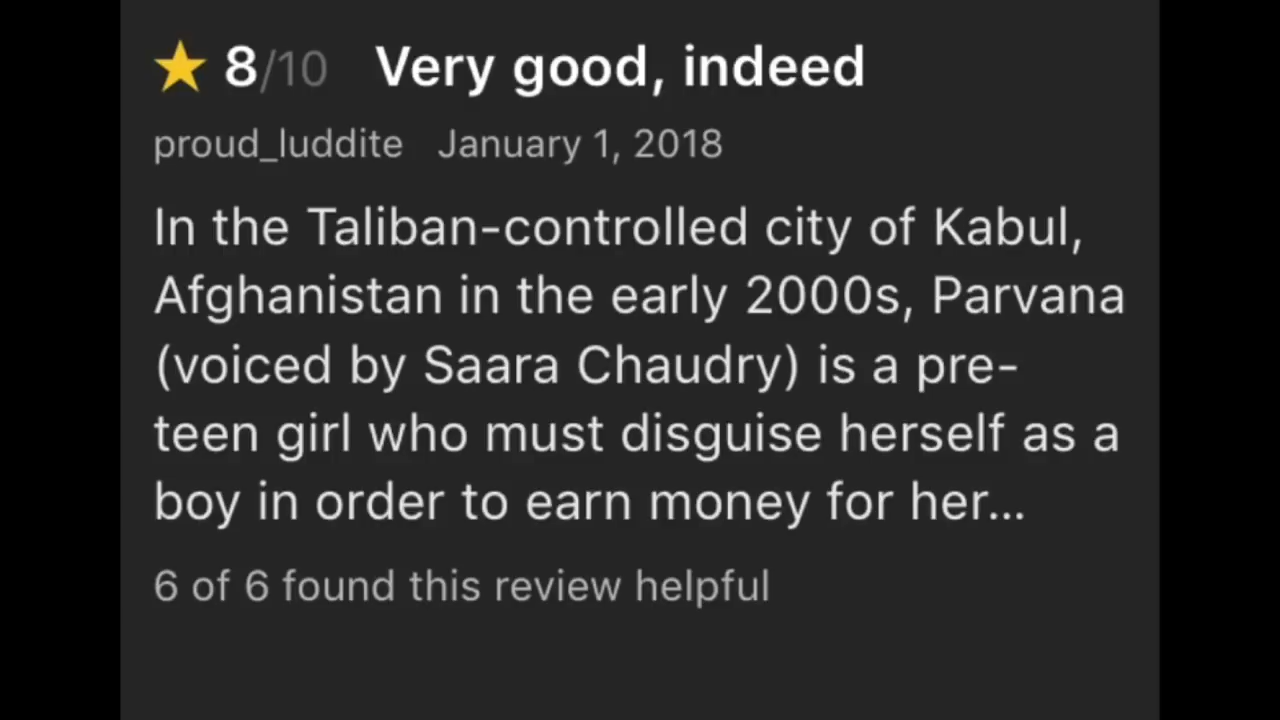 8/10 Very good, indeed
proud_luddite January 1, 2018
In the Taliban-controlled city of Kabul,
Afghanistan in the early 2000s, Parvana
(voiced by Saara Chaudry) is a pre-
teen girl who must disguise herself as a
boy in order to earn money for her...
6 of 6 found this review helpful